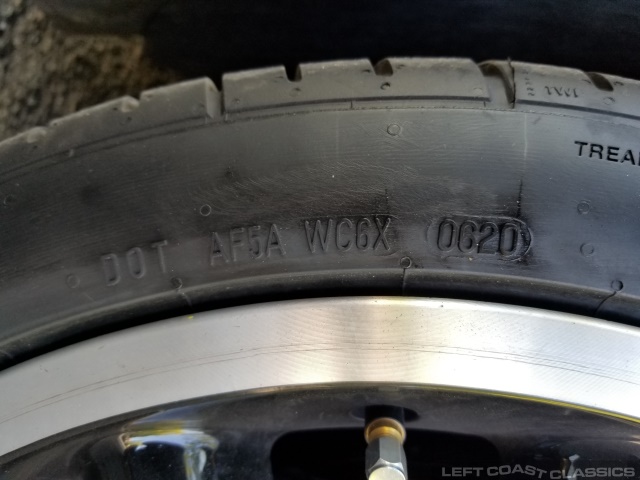 TWI
TREA
DOT AF5A WC6X 0620
LEFT COAST CLASSICS